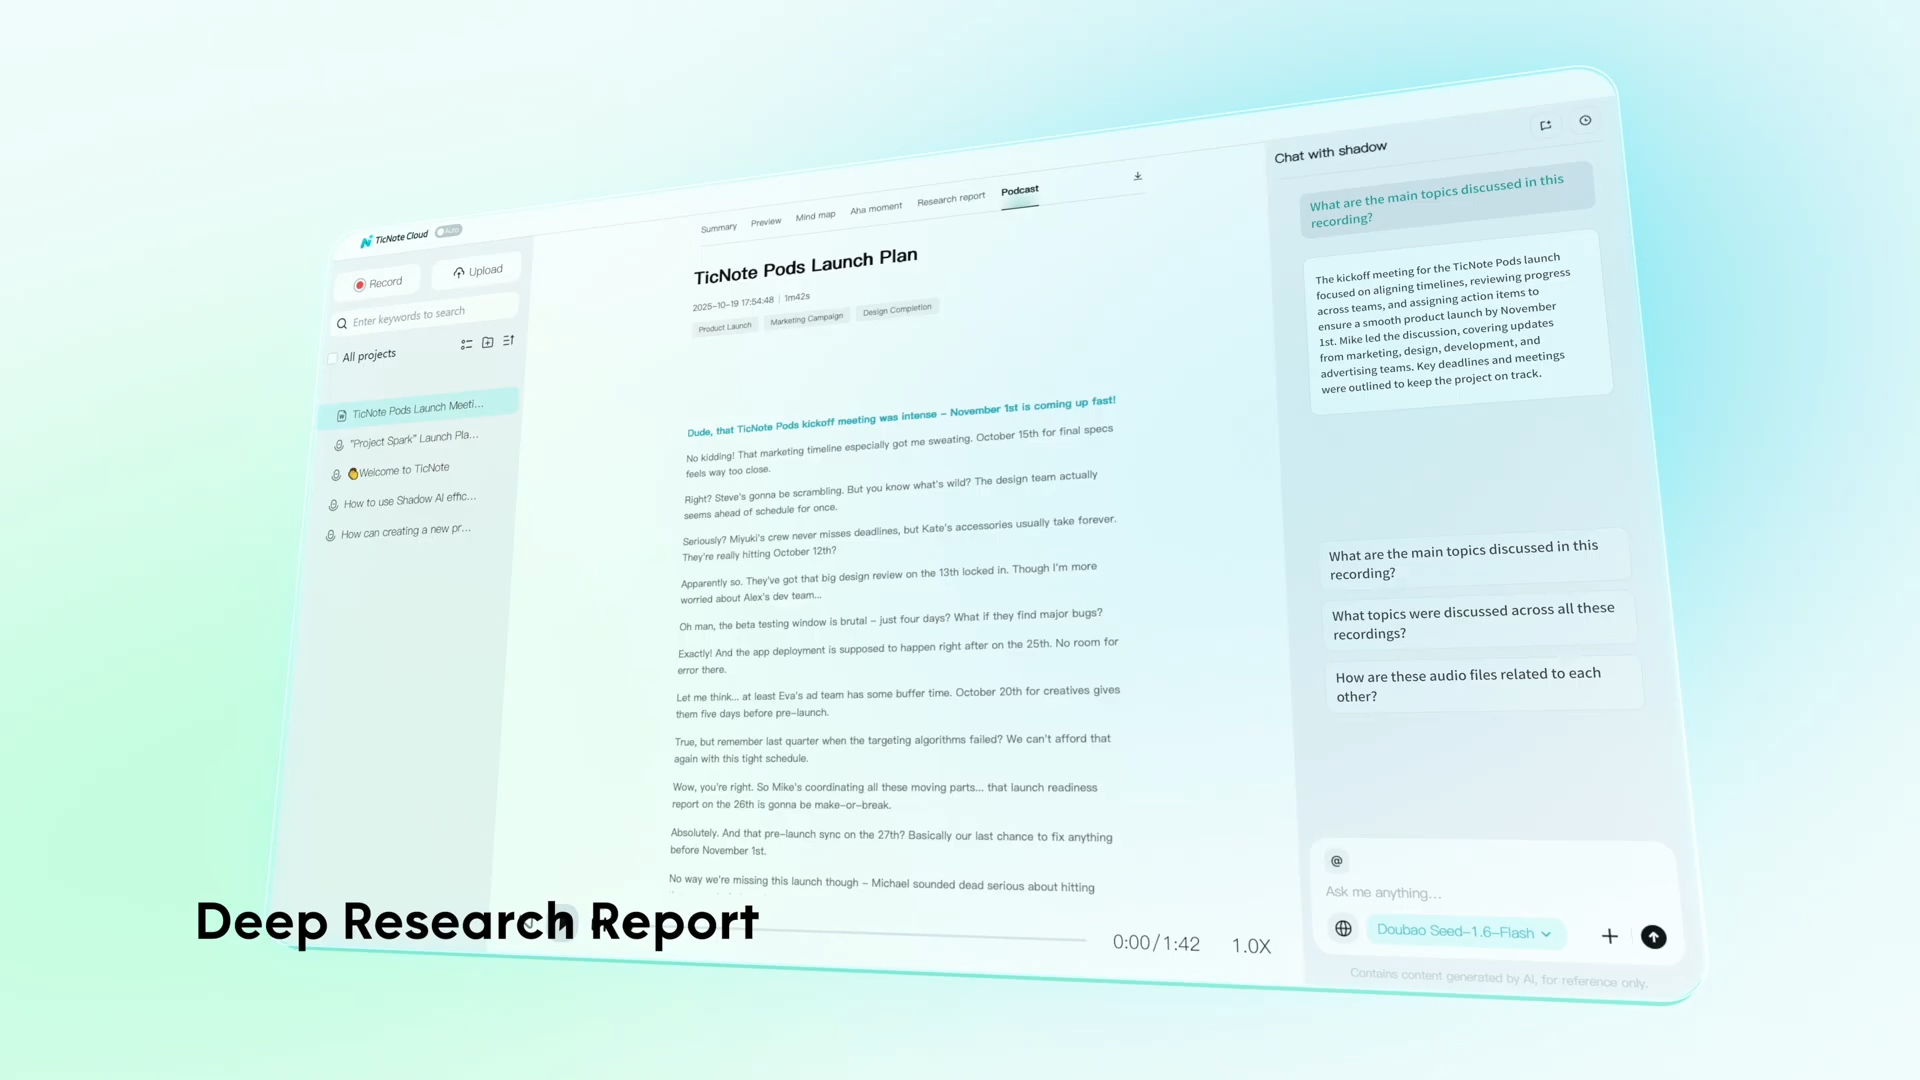 TicNote Cloud Auto
Record
Upload
Enter keywords to search
All projects
TicNote Pods Launch Meeti...
"Project Spark" Launch Pla...
Welcome to TicNote
How to use Shadow AI effic...
How can creating a new pr...
Summary
Preview
Mind map
Aha moment
Research report
Podcast
TicNote Pods Launch Plan
2025-10-19 17:54:48 | 1m42s
Product Launch
Marketing Campaign
Design Completion
Dude, that TicNote Pods kickoff meeting was intense – November 1st is coming up fast!
No kidding! That marketing timeline especially got me sweating. October 15th for final specs
feels way too close.
Right? Steve's gonna be scrambling. But you know what's wild? The design team actually
seems ahead of schedule for once.
Seriously? Miyuki's crew never misses deadlines, but Kate's accessories usually take forever.
They're really hitting October 12th?
Apparently so. They've got that big design review on the 13th locked in. Though I'm more
worried about Alex's dev team...
Oh man, the beta testing window is brutal – just four days? What if they find major bugs?
Exactly! And the app deployment is supposed to happen right after on the 25th. No room for
error there.
Let me think... at least Eva's ad team has some buffer time. October 20th for creatives gives
them five days before pre-launch.
True, but remember last quarter when the targeting algorithms failed? We can't afford that
again with this tight schedule.
Wow, you're right. So Mike's coordinating all these moving parts... that launch readiness
report on the 26th is gonna be make-or-break.
Absolutely. And that pre-launch sync on the 27th? Basically our last chance to fix anything
before November 1st.
No way we're missing this launch though – Michael sounded dead serious about hitting
0:00/1:42
1.0X
Chat with shadow
What are the main topics discussed in this
recording?
The kickoff meeting for the TicNote Pods launch
focused on aligning timelines, reviewing progress
across teams, and assigning action items to
ensure a smooth product launch by November
1st. Mike led the discussion, covering updates
from marketing, design, development, and
advertising teams. Key deadlines and meetings
were outlined to keep the project on track.
What are the main topics discussed in this
recording?
What topics were discussed across all these
recordings?
How are these audio files related to each
other?
@
Ask me anything...
Doubao Seed-1.6-Flash
Contains content generated by AI, for reference only.
Deep Research Report